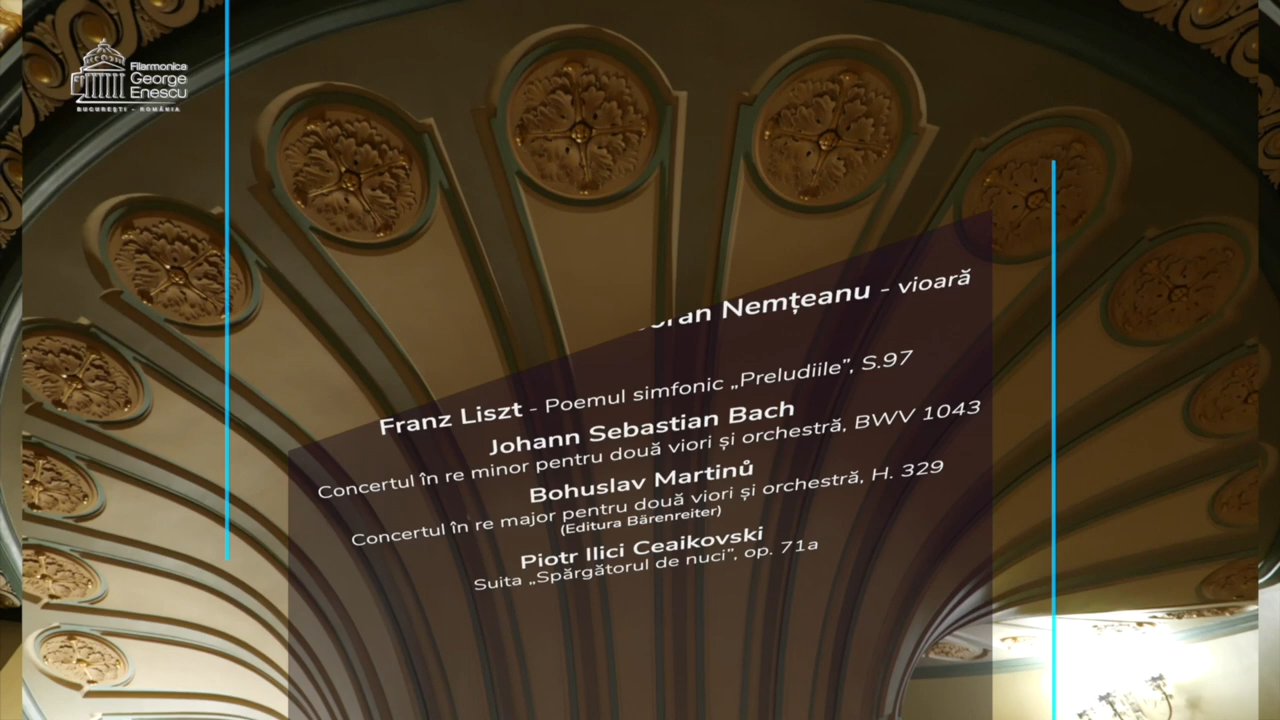 Filarmonica
George
Enescu
BUCUREȘTI - ROMÂNIA
Nemțeanu - vioară
Franz Liszt - Poemul simfonic „Preludiile”, S.97
Johann Sebastian Bach
Concertul în re minor pentru două viori și orchestră, BWV 1043
Bohuslav Martinů
Concertul în re major pentru două viori și orchestră, H. 329
(Editura Bärenreiter)
Piotr Ilici Ceaikovski
Suita „Spărgătorul de nuci”, op. 71a